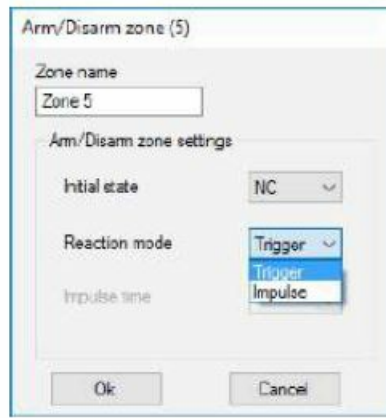 Arm/Disarm zone (5)
Zone name
Zone 5
Arm/Disarm zone settings
Initial state NC
Reaction mode Trigger
Trigger
Impulse
Impulse time
Ok Cancel